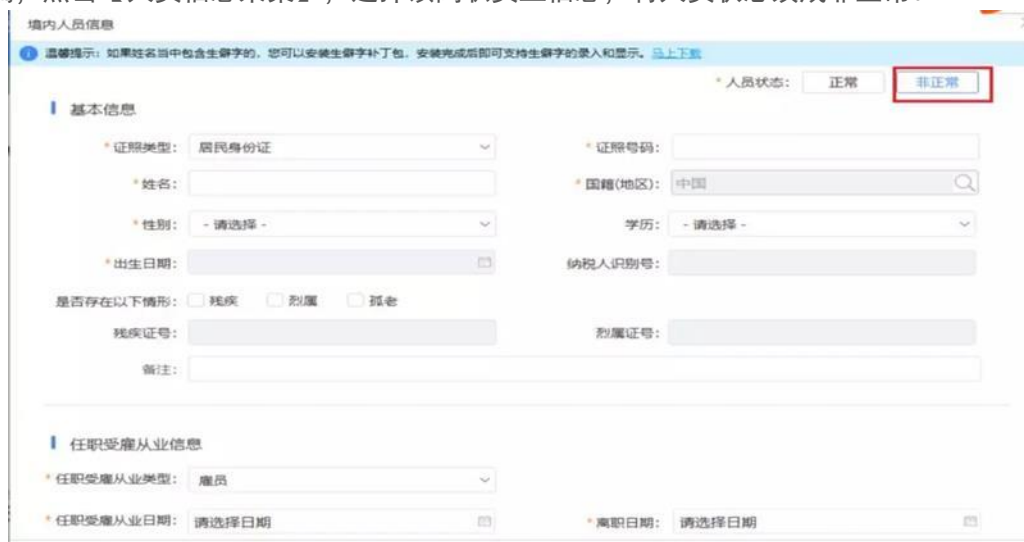 境内人员信息
温馨提示：如果姓名当中包含生僻字的，您可以安装生僻字补丁包，安装完成后即可支持生僻字的录入和显示。马上下载
* 人员状态： 正常 非正常
基本信息
* 证照类型： 居民身份证 * 证照号码：
* 姓名： * 国籍(地区)： 中国
* 性别： - 请选择 - 学历： - 请选择 -
* 出生日期： 纳税人识别号：
是否存在以下情形： 残疾 烈属 孤老
残疾证号： 烈属证号：
备注：
任职受雇从业信息
* 任职受雇从业类型： 雇员
* 任职受雇从业日期： 请选择日期 * 离职日期： 请选择日期